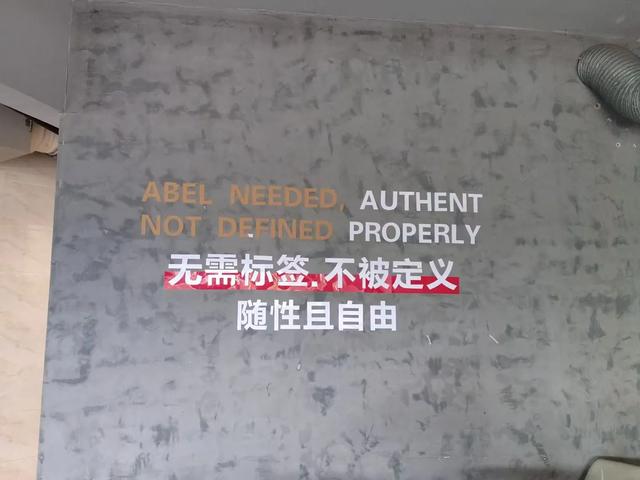 ABEL NEEDED, AUTHENT
NOT DEFINED PROPERLY
无需标签.不被定义
随性且自由